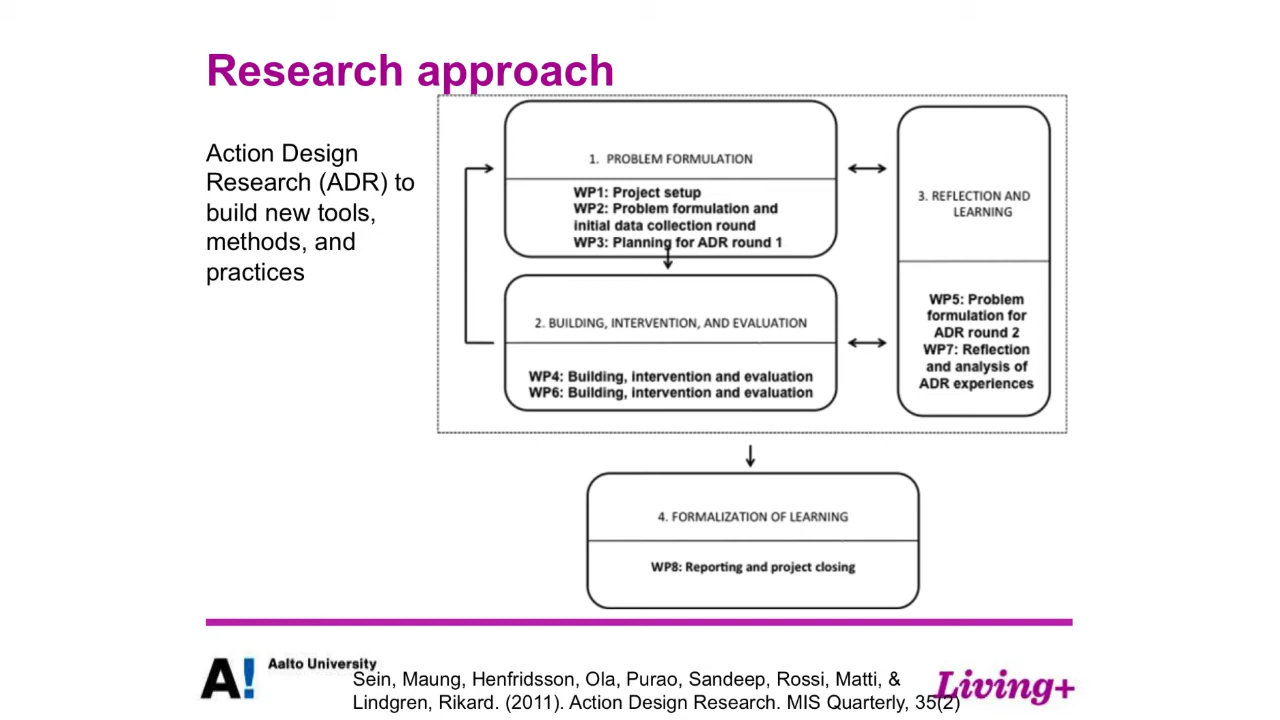 Research approach
Action Design
Research (ADR) to
build new tools,
methods, and
practices
1. PROBLEM FORMULATION
WP1: Project setup
WP2: Problem formulation and
initial data collection round
WP3: Planning for ADR round 1
2. BUILDING, INTERVENTION, AND EVALUATION
WP4: Building, intervention and evaluation
WP6: Building, intervention and evaluation
3. REFLECTION AND
LEARNING
WP5: Problem
formulation for
ADR round 2
WP7: Reflection
and analysis of
ADR experiences
4. FORMALIZATION OF LEARNING
WP8: Reporting and project closing
A!
Aalto University
Sein, Maung, Henfridsson, Ola, Purao, Sandeep, Rossi, Matti, &
Lindgren, Rikard. (2011). Action Design Research. MIS Quarterly, 35(2)
Living+